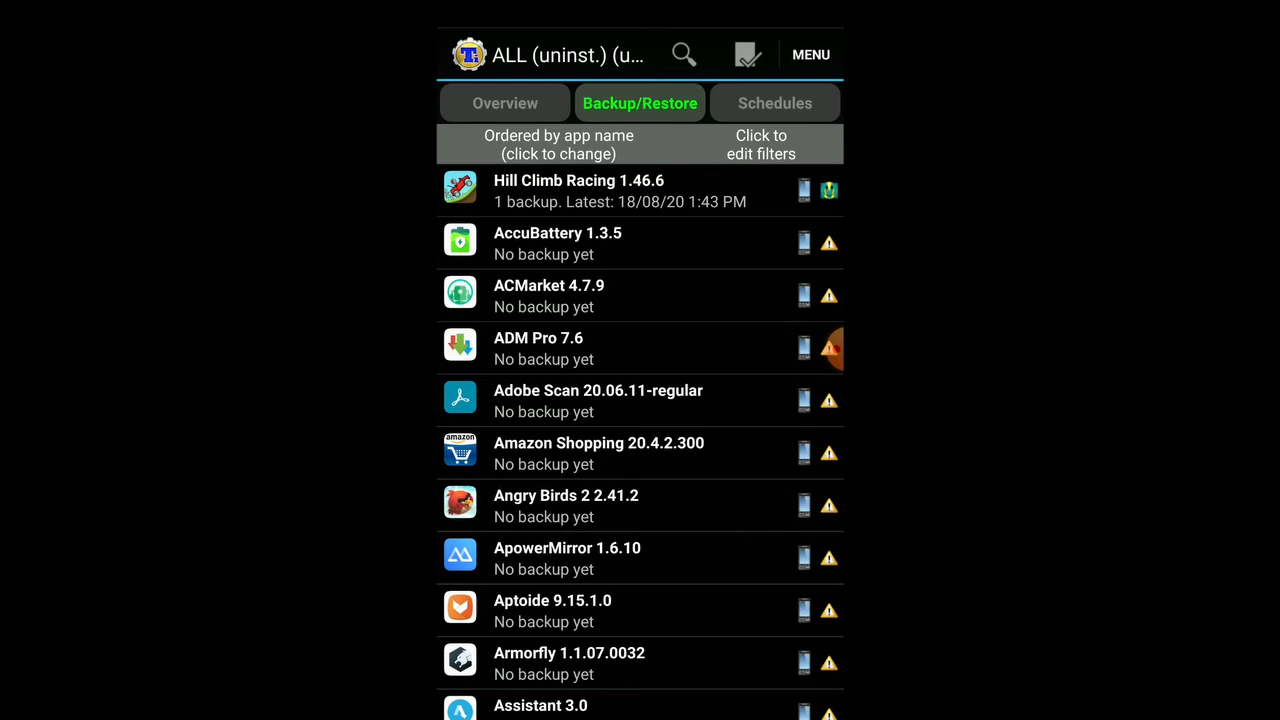 ALL (uninst.) (u...
MENU
Overview
Backup/Restore
Schedules
Ordered by app name
(click to change)
Click to
edit filters
Hill Climb Racing 1.46.6
1 backup. Latest: 18/08/20 1:43 PM
AccuBattery 1.3.5
No backup yet
ACMarket 4.7.9
No backup yet
ADM Pro 7.6
No backup yet
Adobe Scan 20.06.11-regular
No backup yet
amazon
Amazon Shopping 20.4.2.300
No backup yet
Angry Birds 2 2.41.2
No backup yet
ApowerMirror 1.6.10
No backup yet
Aptoide 9.15.1.0
No backup yet
Armorfly 1.1.07.0032
No backup yet
Assistant 3.0